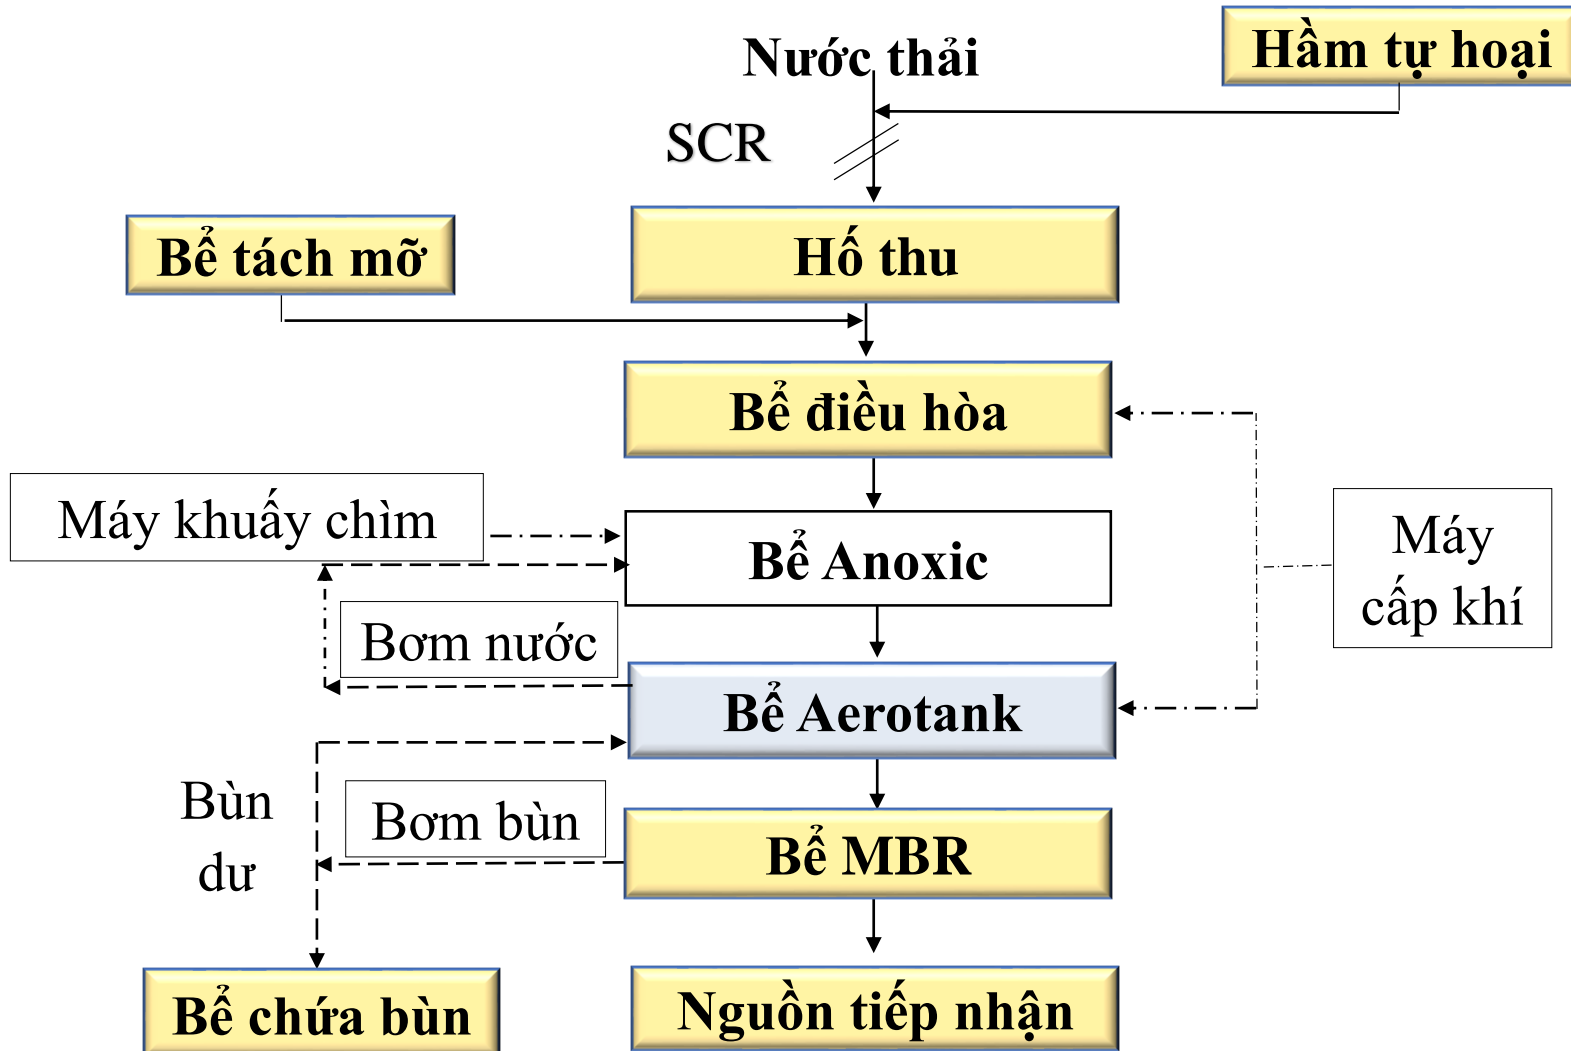 Nước thải
Hầm tự hoại
SCR
Bể tách mỡ
Hố thu
Bể điều hòa
Máy khuấy chìm
Bể Anoxic
Máy
cấp khí
Bơm nước
Bể Aerotank
Bùn
dư
Bơm bùn
Bể MBR
Bể chứa bùn
Nguồn tiếp nhận